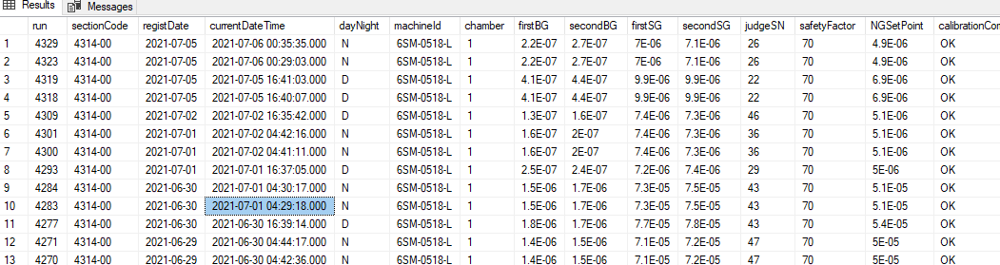 Results Messages
run sectionCode registDate currentDateTime dayNight machineId chamber firstBG secondBG firstSG secondSG judgeSN safetyFactor NGSetPoint calibrationCor
1 4329 4314-00 2021-07-05 2021-07-06 00:35:35.000 N 6SM-0518-L 1 2.2E-07 2.7E-07 7E-06 7.1E-06 26 70 4.9E-06 OK
2 4323 4314-00 2021-07-05 2021-07-06 00:29:03.000 N 6SM-0518-L 1 2.2E-07 2.7E-07 7E-06 7.1E-06 26 70 4.9E-06 OK
3 4319 4314-00 2021-07-05 2021-07-05 16:41:03.000 D 6SM-0518-L 1 4.1E-07 4.4E-07 9.9E-06 9.9E-06 22 70 6.9E-06 OK
4 4318 4314-00 2021-07-05 2021-07-05 16:40:07.000 D 6SM-0518-L 1 4.1E-07 4.4E-07 9.9E-06 9.9E-06 22 70 6.9E-06 OK
5 4309 4314-00 2021-07-02 2021-07-02 16:35:42.000 D 6SM-0518-L 1 1.3E-07 1.6E-07 7.4E-06 7.3E-06 46 70 5.1E-06 OK
6 4301 4314-00 2021-07-01 2021-07-02 04:42:16.000 N 6SM-0518-L 1 1.6E-07 2E-07 7.4E-06 7.3E-06 36 70 5.1E-06 OK
7 4300 4314-00 2021-07-01 2021-07-02 04:41:11.000 N 6SM-0518-L 1 1.6E-07 2E-07 7.4E-06 7.3E-06 36 70 5.1E-06 OK
8 4293 4314-00 2021-07-01 2021-07-01 16:37:05.000 D 6SM-0518-L 1 2.5E-07 2.4E-07 7.2E-06 7.4E-06 29 70 5E-06 OK
9 4284 4314-00 2021-06-30 2021-07-01 04:30:17.000 N 6SM-0518-L 1 1.5E-06 1.7E-06 7.3E-05 7.5E-05 43 70 5.1E-05 OK
10 4283 4314-00 2021-06-30 2021-07-01 04:29:18.000 N 6SM-0518-L 1 1.5E-06 1.7E-06 7.3E-05 7.5E-05 43 70 5.1E-05 OK
11 4277 4314-00 2021-06-30 2021-06-30 16:39:14.000 D 6SM-0518-L 1 1.8E-06 1.7E-06 7.7E-05 7.8E-05 43 70 5.4E-05 OK
12 4271 4314-00 2021-06-29 2021-06-30 04:44:17.000 N 6SM-0518-L 1 1.4E-06 1.5E-06 7.1E-05 7.2E-05 47 70 5E-05 OK
13 4270 4314-00 2021-06-29 2021-06-30 04:42:36.000 N 6SM-0518-L 1 1.4E-06 1.5E-06 7.1E-05 7.2E-05 47 70 5E-05 OK